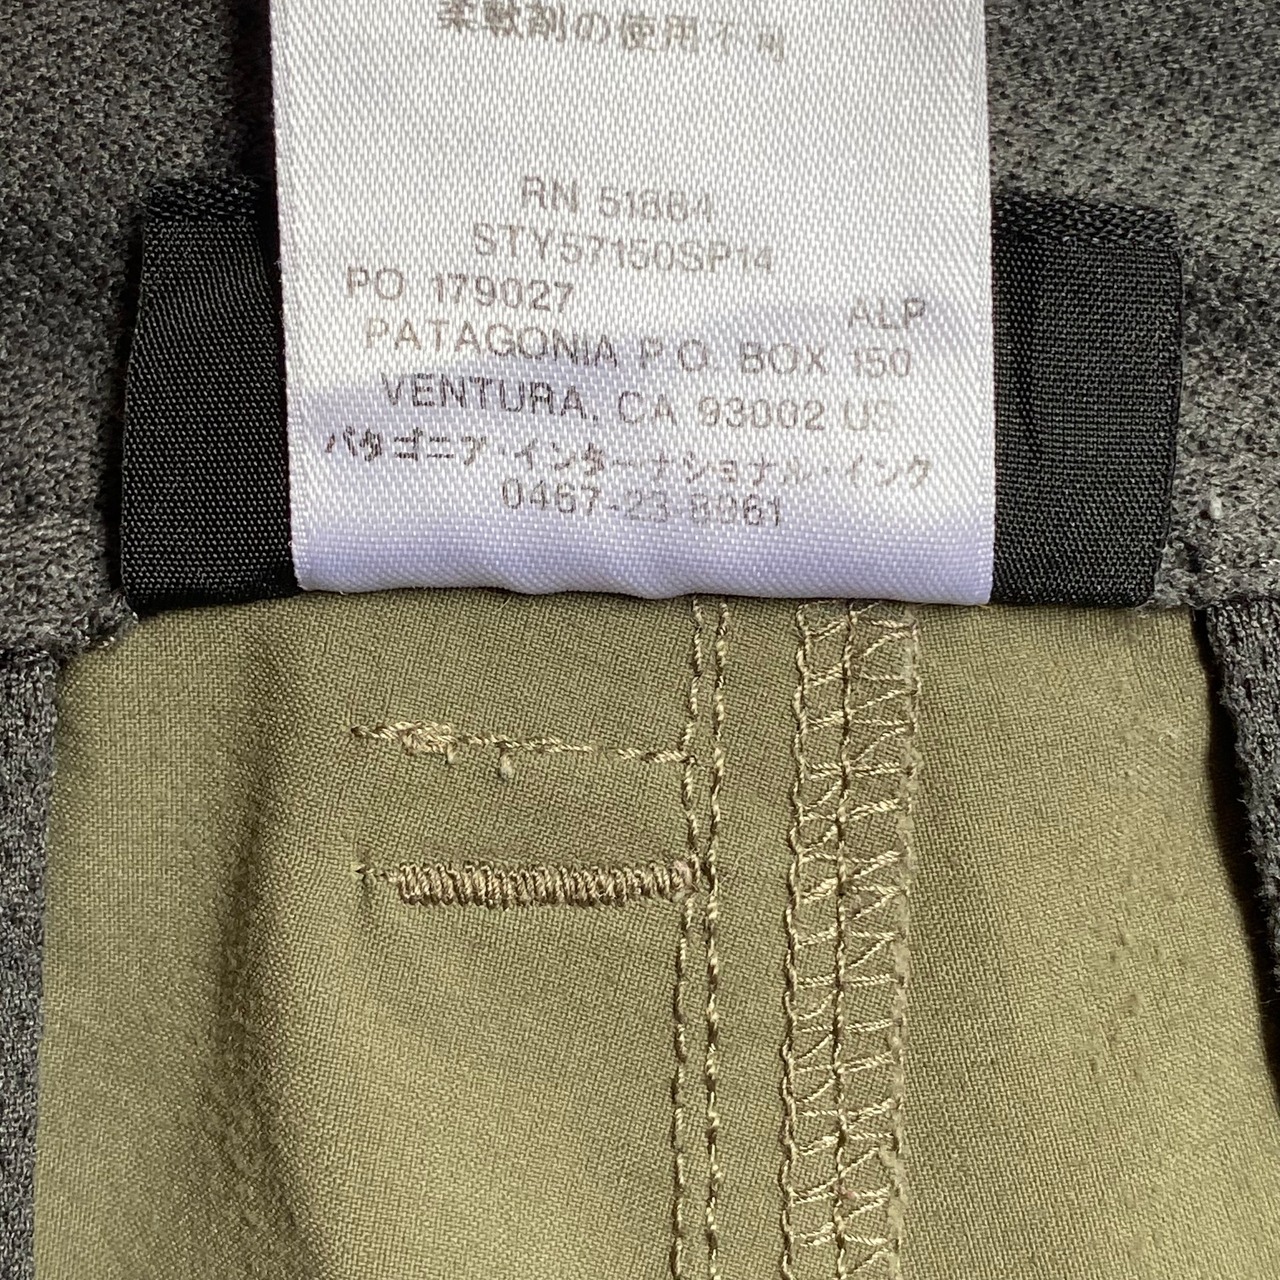 柔軟剤の使用不可
RN 51884
STY57150SP14
PO 179027 ALP
PATAGONIA P.O. BOX 150
VENTURA, CA 93002 US
パタゴニア・インターナショナル・インク
0467-23-8961